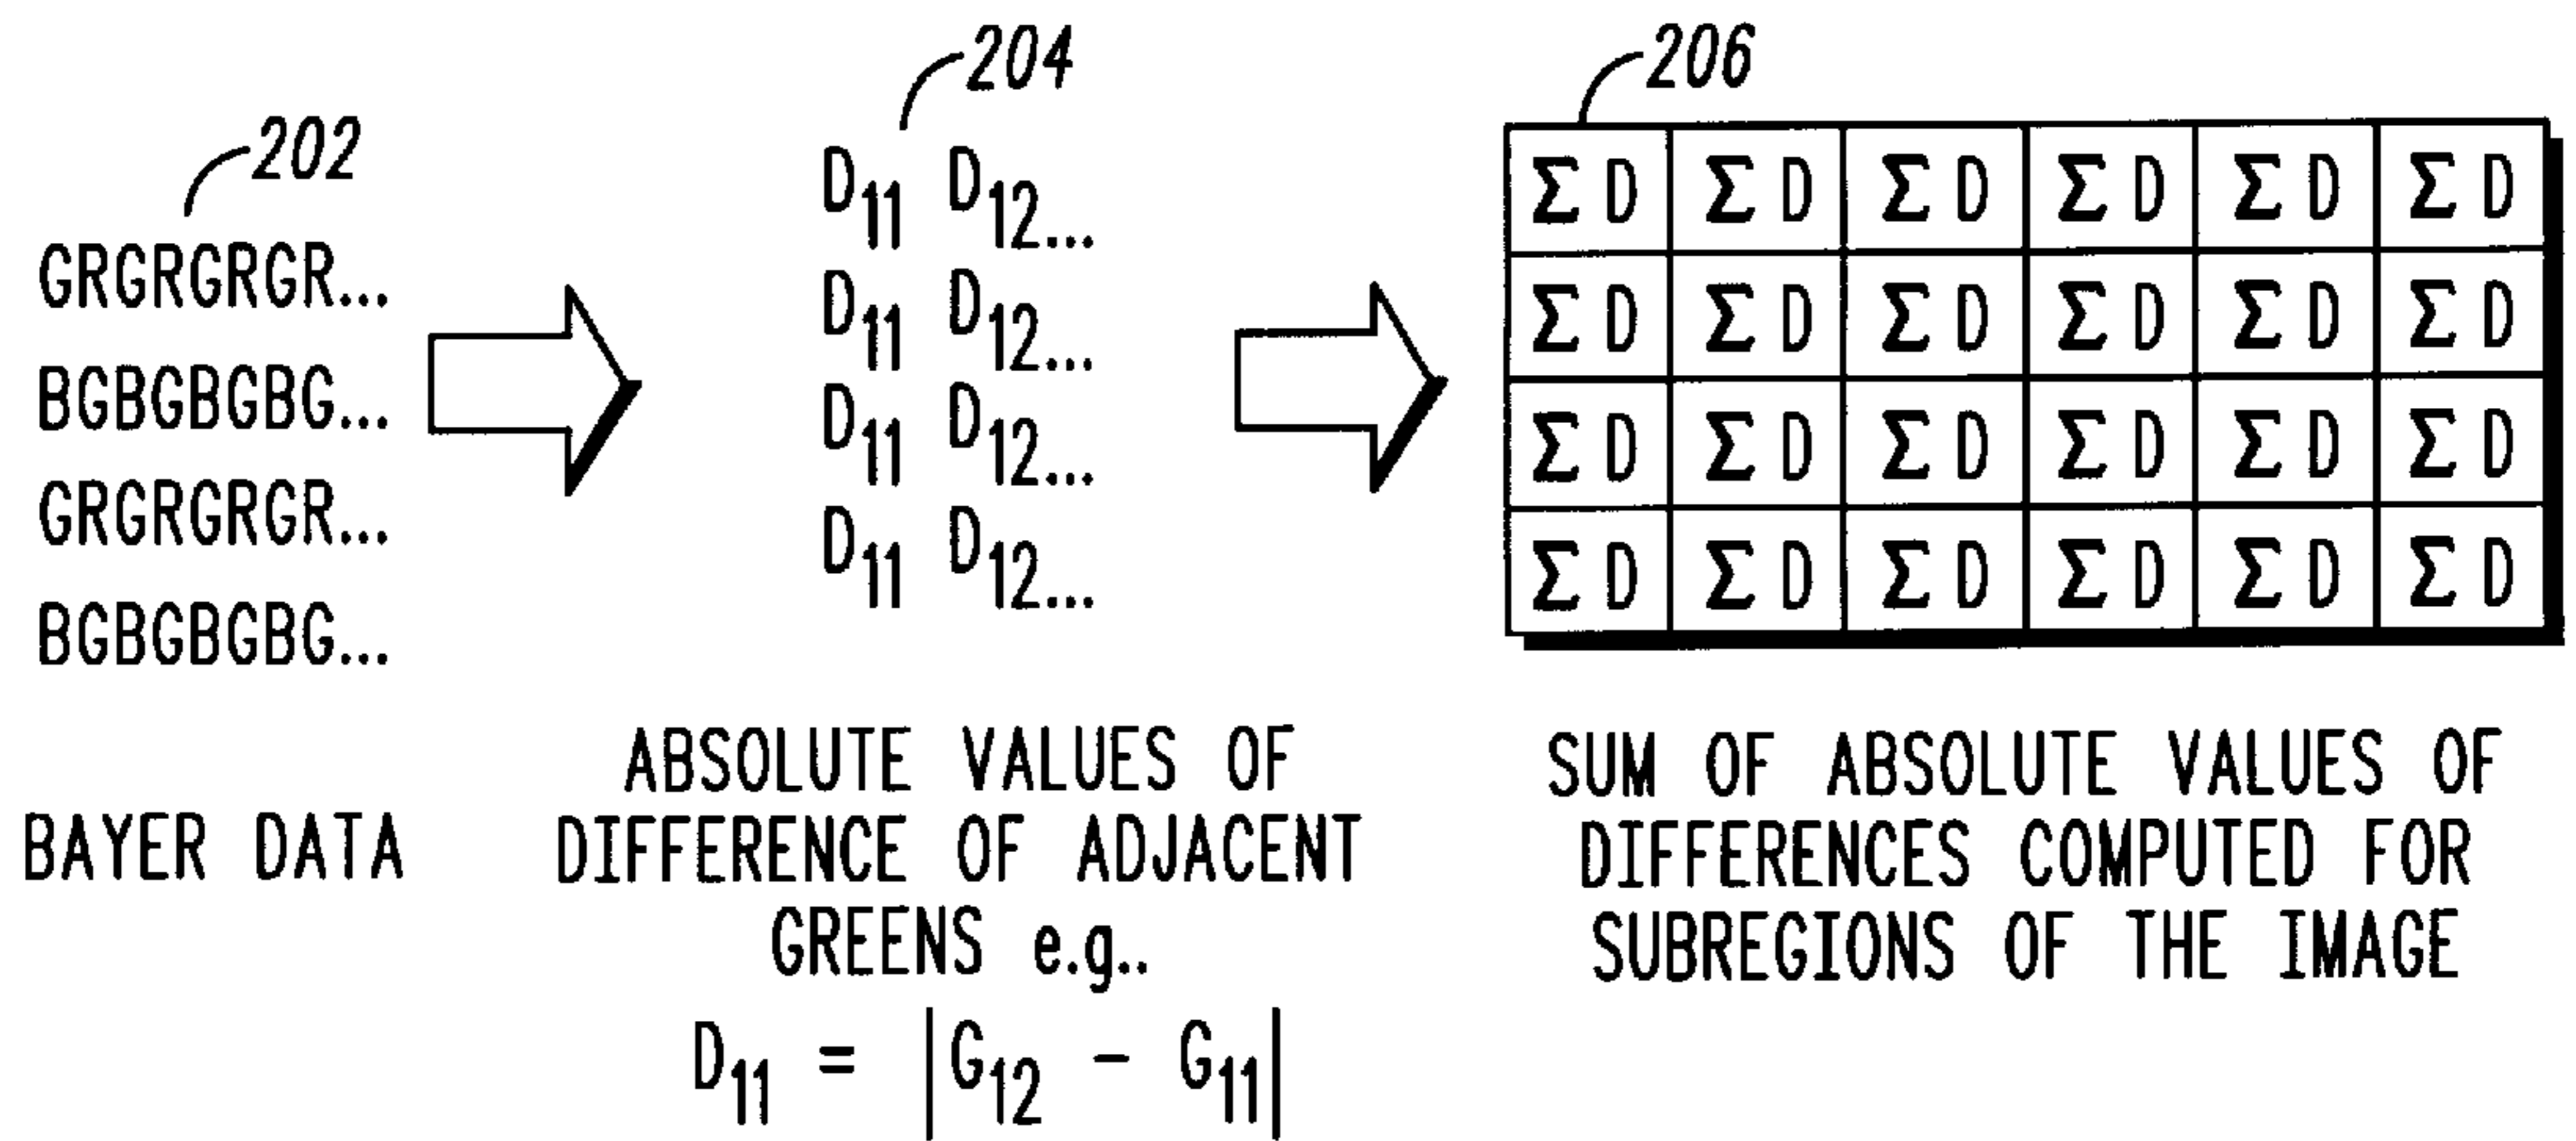 202
GRGRGRGR...
BGBGBGBG...
GRGRGRGR...
BGBGBGBG...
BAYER DATA
204
D11 D12...
D11 D12...
D11 D12...
D11 D12...
ABSOLUTE VALUES OF
DIFFERENCE OF ADJACENT
GREENS e.g..
D11 = |G12 - G11|
206
Σ D Σ D Σ D Σ D Σ D Σ D
Σ D Σ D Σ D Σ D Σ D Σ D
Σ D Σ D Σ D Σ D Σ D Σ D
Σ D Σ D Σ D Σ D Σ D Σ D
SUM OF ABSOLUTE VALUES OF
DIFFERENCES COMPUTED FOR
SUBREGIONS OF THE IMAGE